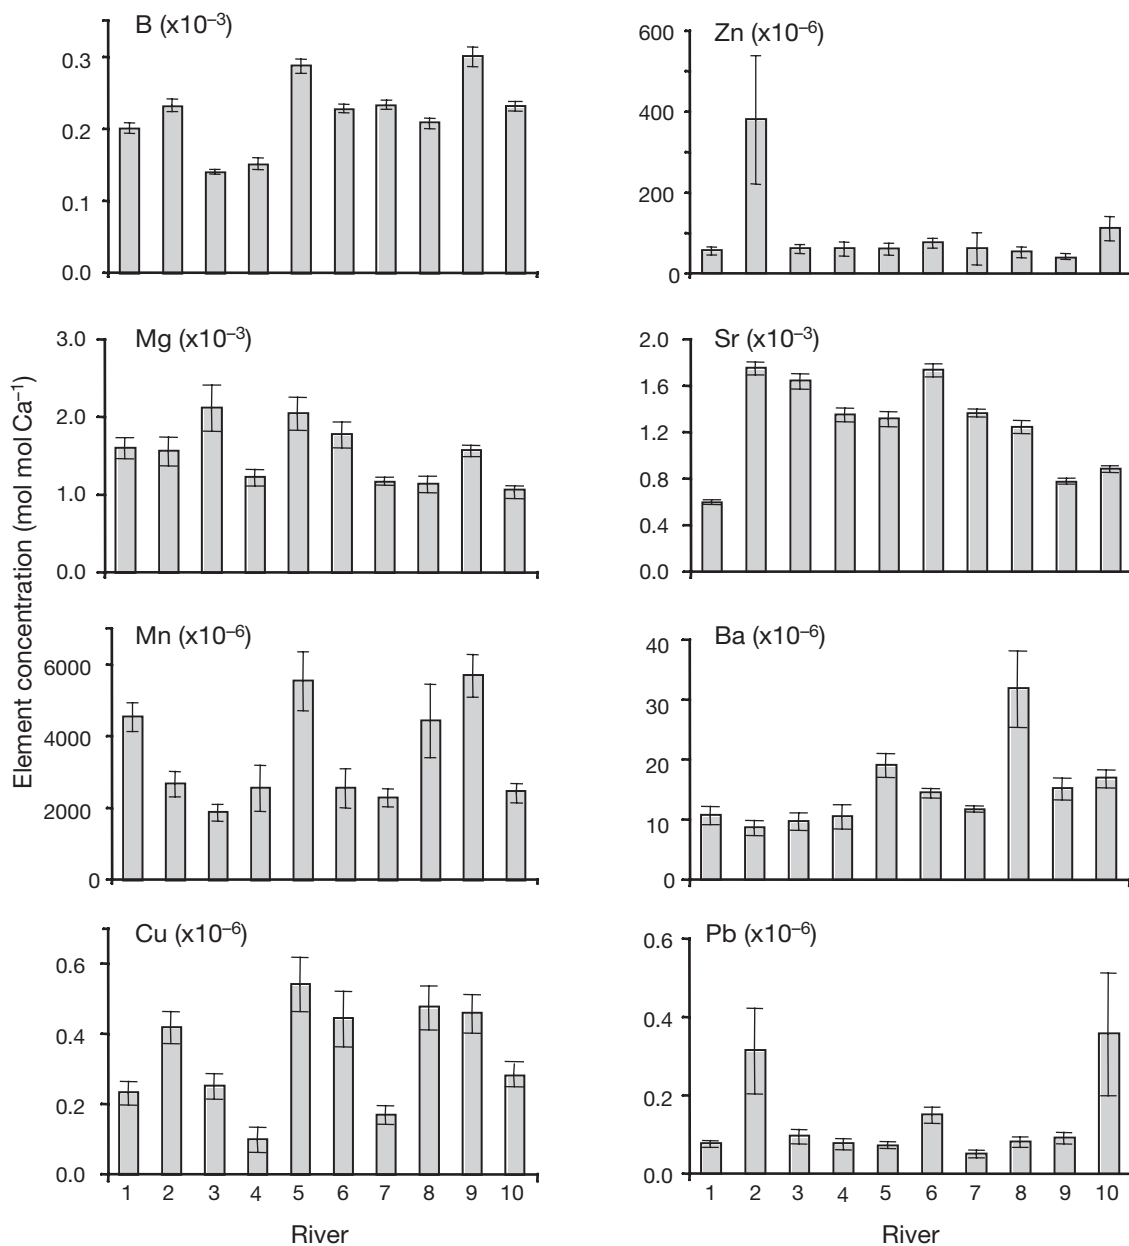 Element concentration (mol mol Ca⁻¹)
B (x10⁻³)
0.3
0.2
0.1
0.0
Zn (x10⁻⁶)
600
400
200
0
Mg (x10⁻³)
3.0
2.0
1.0
0.0
Sr (x10⁻³)
2.0
1.6
1.2
0.8
0.4
0.0
Mn (x10⁻⁶)
6000
4000
2000
0
Ba (x10⁻⁶)
40
30
20
10
0
Cu (x10⁻⁶)
0.6
0.4
0.2
0.0
1 2 3 4 5 6 7 8 9 10
River
Pb (x10⁻⁶)
0.6
0.4
0.2
0.0
1 2 3 4 5 6 7 8 9 10
River